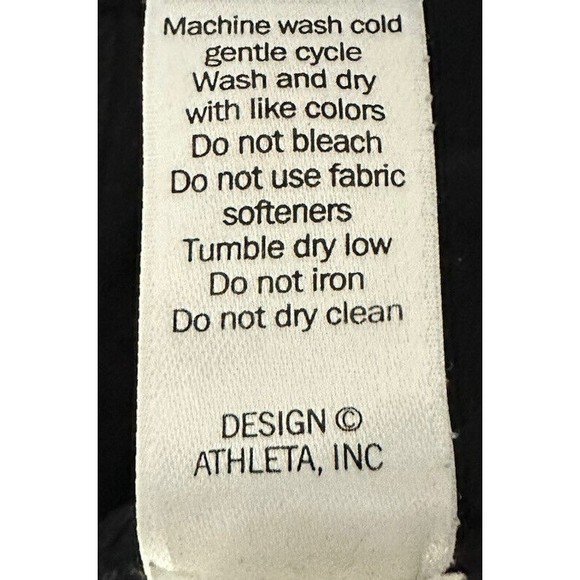 Machine wash cold
gentle cycle
Wash and dry
with like colors
Do not bleach
Do not use fabric
softeners
Tumble dry low
Do not iron
Do not dry clean
DESIGN ©
ATHLETA, INC